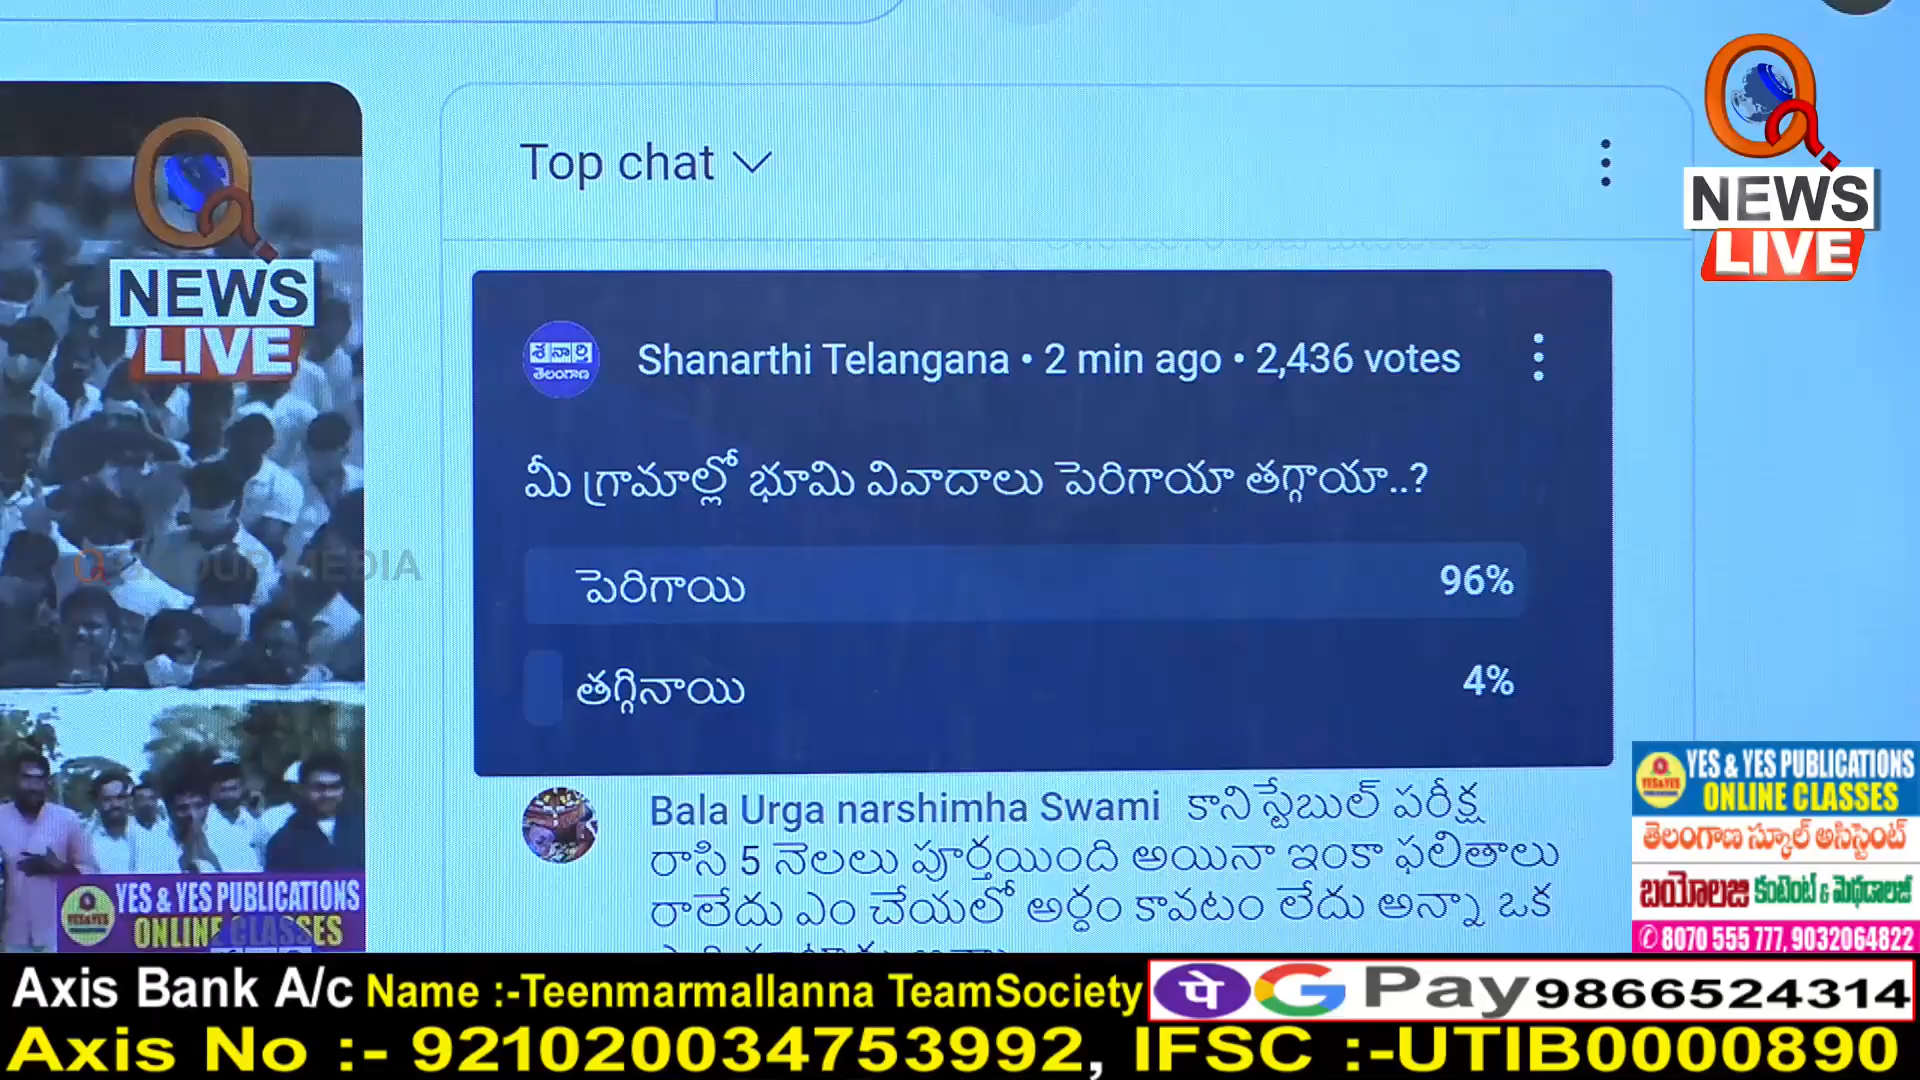 Top chat
NEWS
LIVE
NEWS
LIVE
శనార్తి
తెలంగాణ
Shanarthi Telangana • 2 min ago • 2,436 votes
మీ గ్రామాల్లో భూమి వివాదాలు పెరిగాయా తగ్గాయా..?
పెరిగాయి 96%
తగ్గినాయి 4%
Bala Urga narshimha Swami కానిస్టేబుల్ పరీక్ష
రాసి 5 నెలలు పూర్తయింది అయినా ఇంకా ఫలితాలు
రాలేదు ఎం చేయలో అర్ధం కావటం లేదు అన్నా ఒక
YES & YES PUBLICATIONS
ONLINE CLASSES
YES & YES PUBLICATIONS
ONLINE CLASSES
తెలంగాణ స్కూల్ అసిస్టెంట్
బయోలజి కంటెంట్ & మెథడాలజీ
8070 555 777, 9032064822
Axis Bank A/c Name :-Teenmarmallanna TeamSociety पे G Pay 9866524314
Axis No :- 921020034753992, IFSC :-UTIB0000890